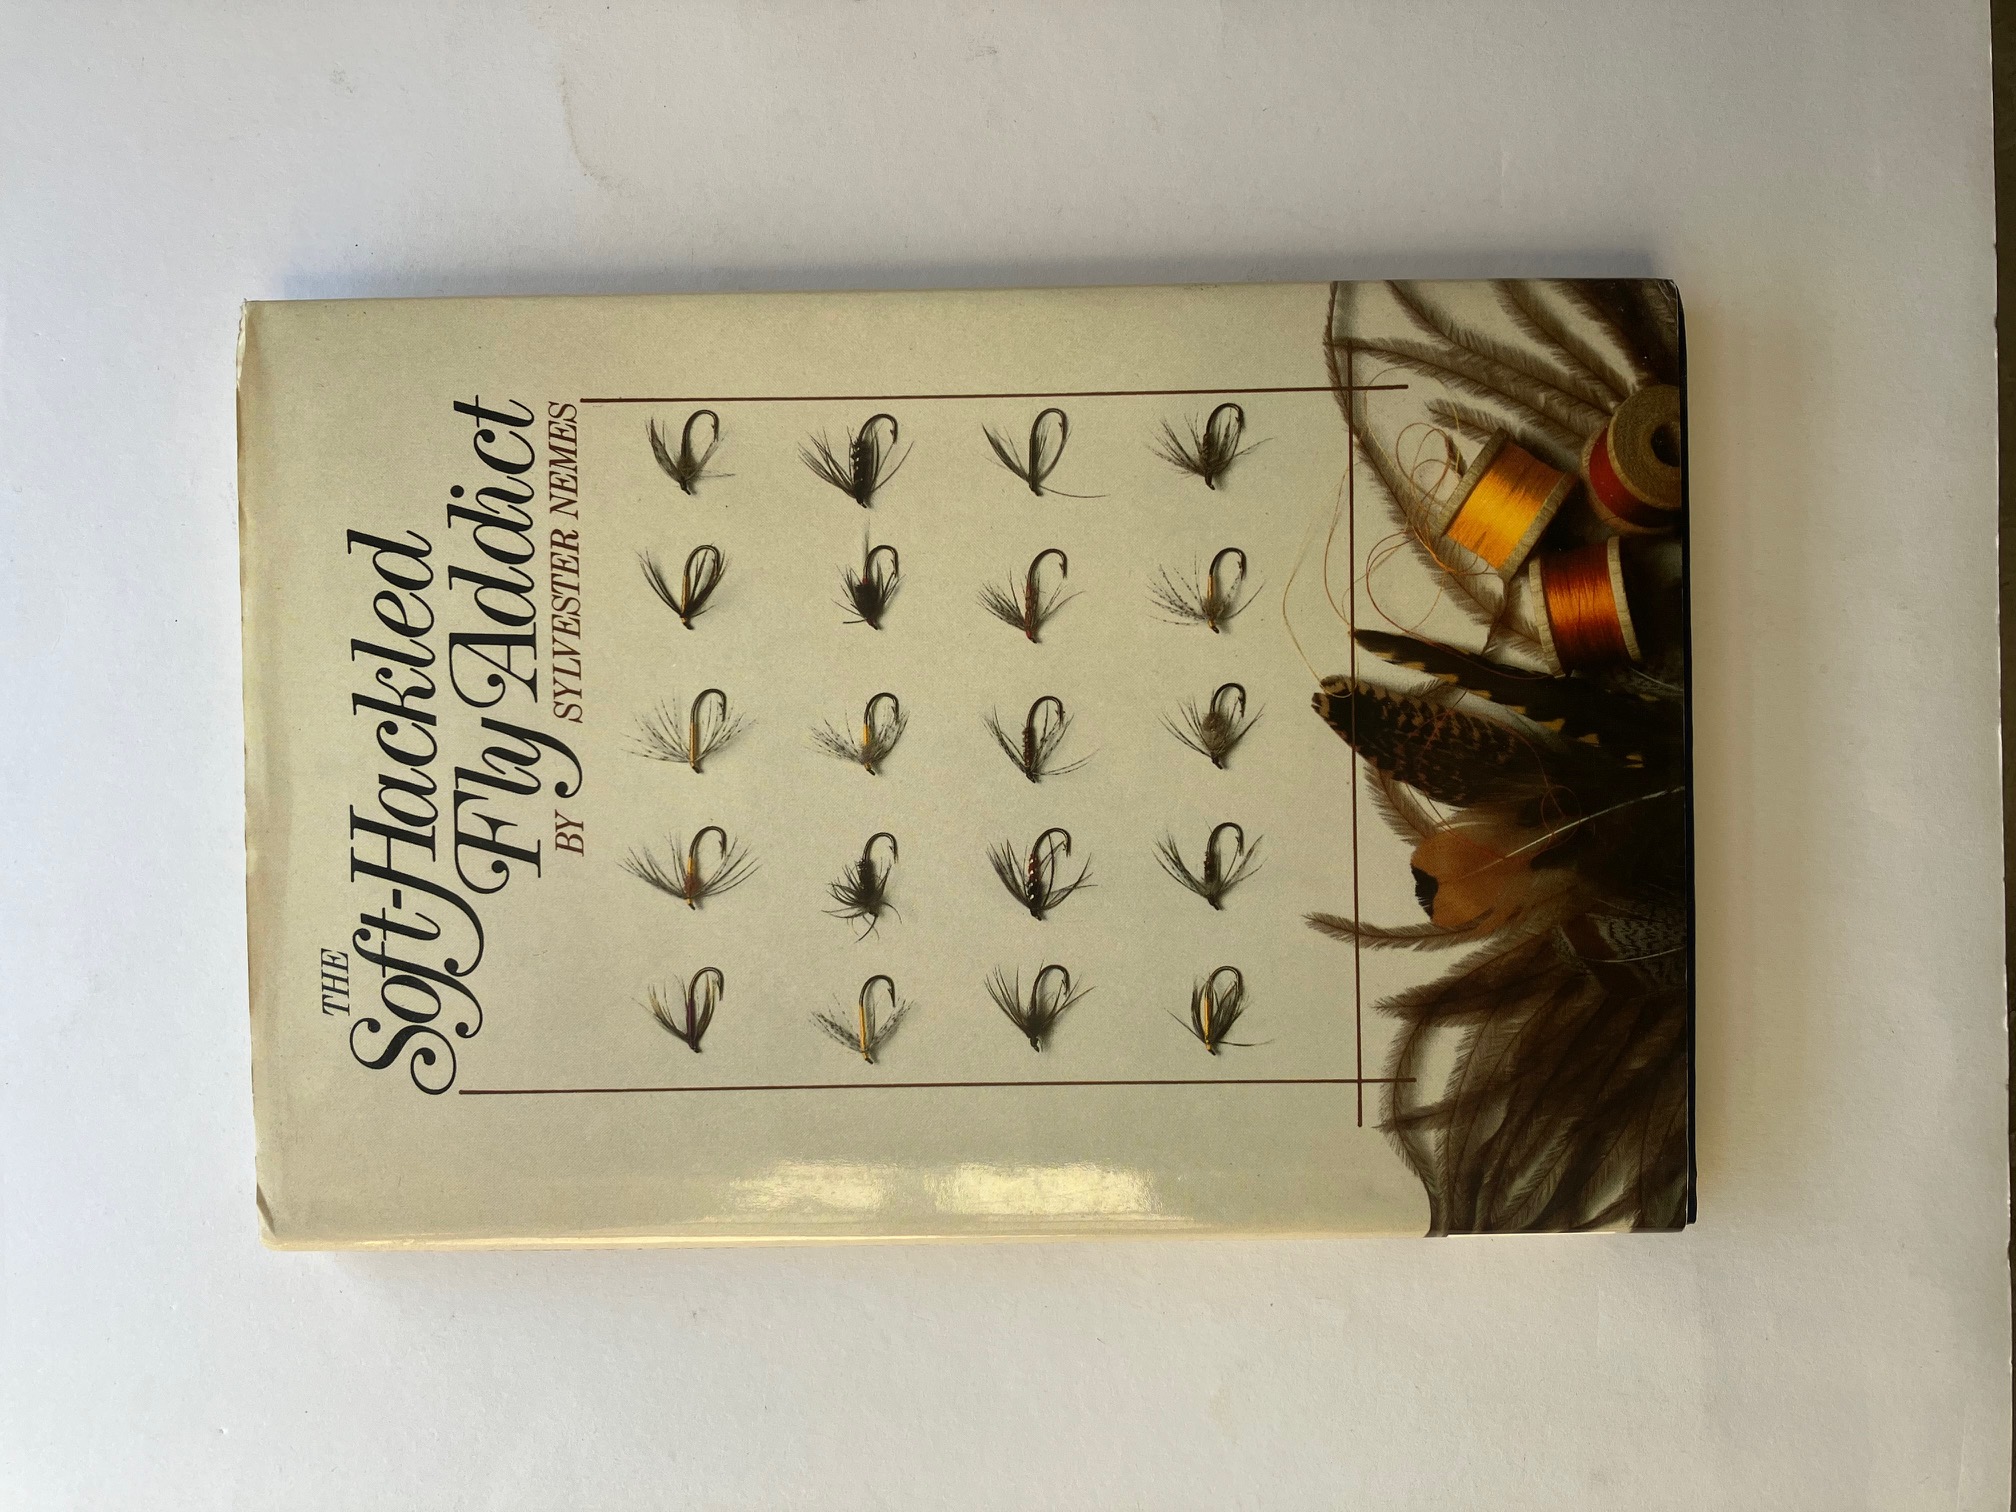 THE
Soft-Hackled
Fly Addict
BY SYLVESTER NEMES